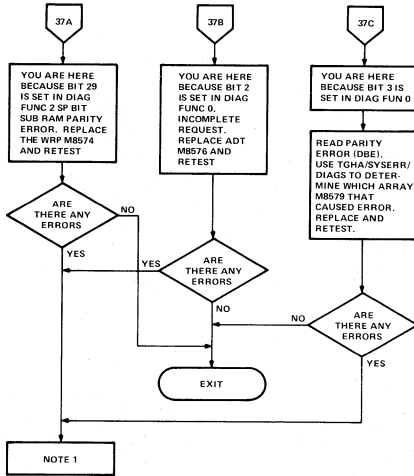 37A
37B
37C
YOU ARE HERE
BECAUSE BIT 29
IS SET IN DIAG
FUNC 2 SP BIT
SUB RAM PARITY
ERROR. REPLACE
THE WRP M8574
AND RETEST
YOU ARE HERE
BECAUSE BIT 2
IS SET IN DIAG
FUNC 0.
INCOMPLETE
REQUEST.
REPLACE ADT
M8576 AND
RETEST
YOU ARE HERE
BECAUSE BIT 3 IS
SET IN DIAG FUN 0
READ PARITY
ERROR (DBE).
USE TGHA/SYSERR/
DIAGS TO DETER-
MINE WHICH ARRAY
M8579 THAT
CAUSED ERROR.
REPLACE AND
RETEST.
ARE
THERE ANY
ERRORS
NO
YES
ARE
THERE ANY
ERRORS
YES
NO
ARE
THERE ANY
ERRORS
NO
YES
EXIT
NOTE 1